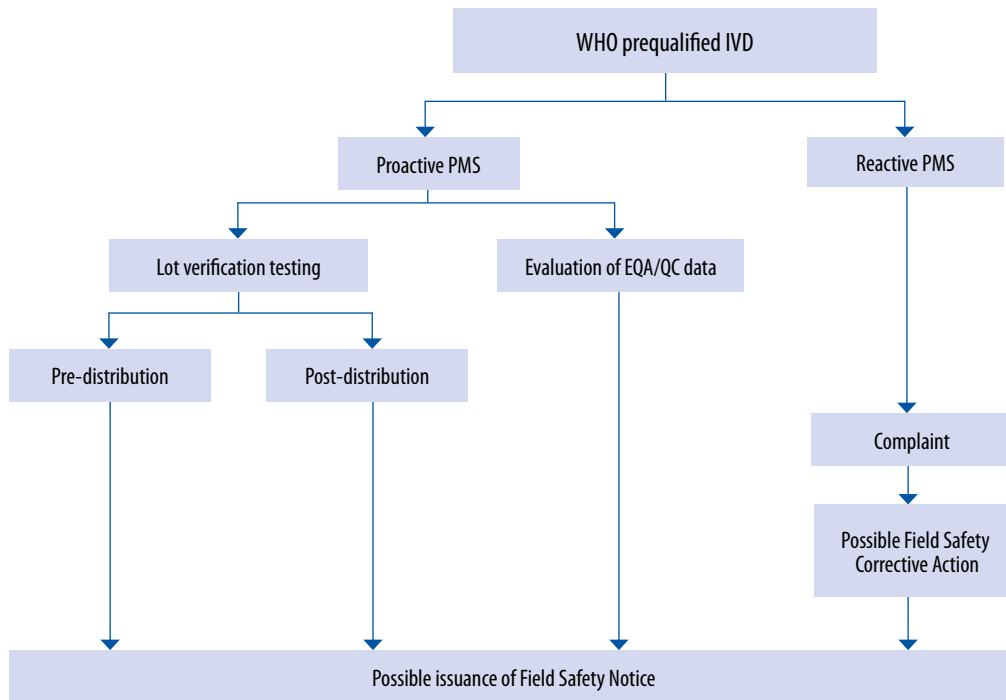 WHO prequalified IVD
Proactive PMS
Reactive PMS
Lot verification testing
Evaluation of EQA/QC data
Pre-distribution
Post-distribution
Complaint
Possible Field Safety
Corrective Action
Possible issuance of Field Safety Notice